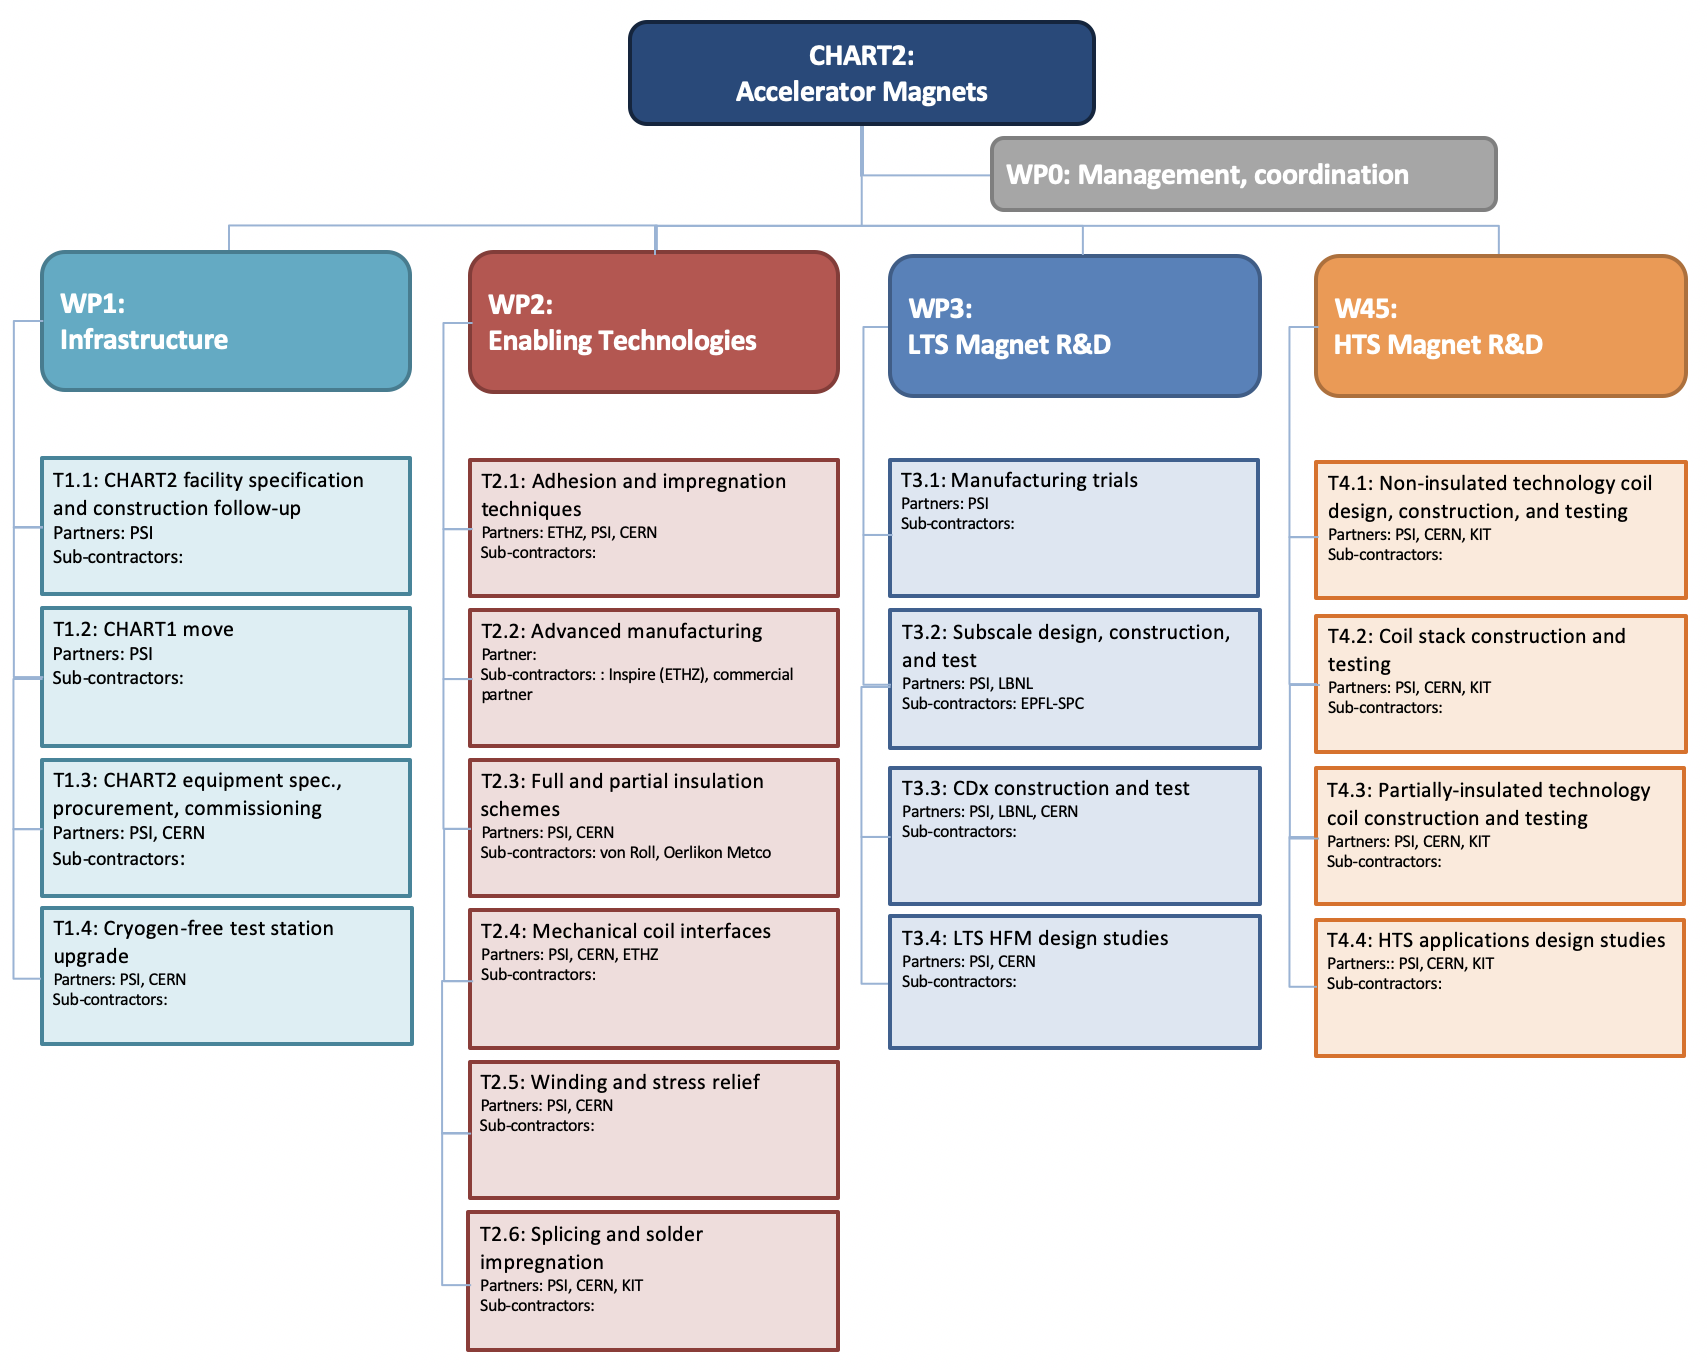 CHART2:
Accelerator Magnets
WP0: Management, coordination
WP1:
Infrastructure
T1.1: CHART2 facility specification
and construction follow-up
Partners: PSI
Sub-contractors:
T1.2: CHART1 move
Partners: PSI
Sub-contractors:
T1.3: CHART2 equipment spec.,
procurement, commissioning
Partners: PSI, CERN
Sub-contractors:
T1.4: Cryogen-free test station
upgrade
Partners: PSI, CERN
Sub-contractors:
WP2:
Enabling Technologies
T2.1: Adhesion and impregnation
techniques
Partners: ETHZ, PSI, CERN
Sub-contractors:
T2.2: Advanced manufacturing
Partner:
Sub-contractors: : Inspire (ETHZ), commercial
partner
T2.3: Full and partial insulation
schemes
Partners: PSI, CERN
Sub-contractors: von Roll, Oerlikon Metco
T2.4: Mechanical coil interfaces
Partners: PSI, CERN, ETHZ
Sub-contractors:
T2.5: Winding and stress relief
Partners: PSI, CERN
Sub-contractors:
T2.6: Splicing and solder
impregnation
Partners: PSI, CERN, KIT
Sub-contractors:
WP3:
LTS Magnet R&D
T3.1: Manufacturing trials
Partners: PSI
Sub-contractors:
T3.2: Subscale design, construction,
and test
Partners: PSI, LBNL
Sub-contractors: EPFL-SPC
T3.3: CDx construction and test
Partners: PSI, LBNL, CERN
Sub-contractors:
T3.4: LTS HFM design studies
Partners: PSI, CERN
Sub-contractors:
W45:
HTS Magnet R&D
T4.1: Non-insulated technology coil
design, construction, and testing
Partners: PSI, CERN, KIT
Sub-contractors:
T4.2: Coil stack construction and
testing
Partners: PSI, CERN, KIT
Sub-contractors:
T4.3: Partially-insulated technology
coil construction and testing
Partners: PSI, CERN, KIT
Sub-contractors:
T4.4: HTS applications design studies
Partners:: PSI, CERN, KIT
Sub-contractors: